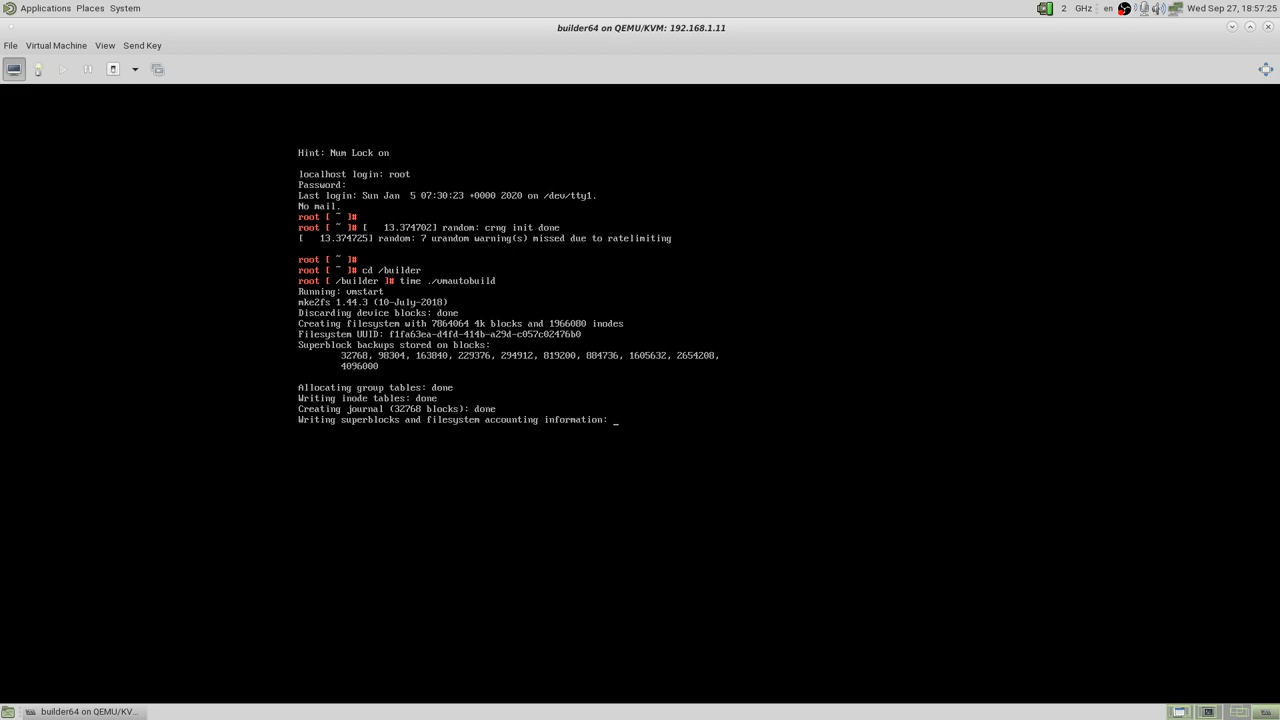 Applications Places System 2 GHz en Wed Sep 27, 18:57:25
builder64 on QEMU/KVM: 192.168.1.11
File Virtual Machine View Send Key
Hint: Num Lock on
localhost login: root
Password:
Last login: Sun Jan  5 07:30:23 +0000 2020 on /dev/tty1.
No mail.
root [ ~ ]#
root [ ~ ]# [   13.374702] random: crng init done
[   13.374725] random: 7 urandom warning(s) missed due to ratelimiting
root [ ~ ]#
root [ ~ ]# cd /builder
root [ /builder ]# time ./vmautobuild
Running: vmstart
mke2fs 1.44.3 (10-July-2018)
Discarding device blocks: done
Creating filesystem with 7864064 4k blocks and 1966080 inodes
Filesystem UUID: f1fa63ea-d4fd-414b-a29d-c057c02476b0
Superblock backups stored on blocks:
32768, 98304, 163840, 229376, 294912, 819200, 884736, 1605632, 2654208,
4096000
Allocating group tables: done
Writing inode tables: done
Creating journal (32768 blocks): done
Writing superblocks and filesystem accounting information: _
builder64 on QEMU/KV...